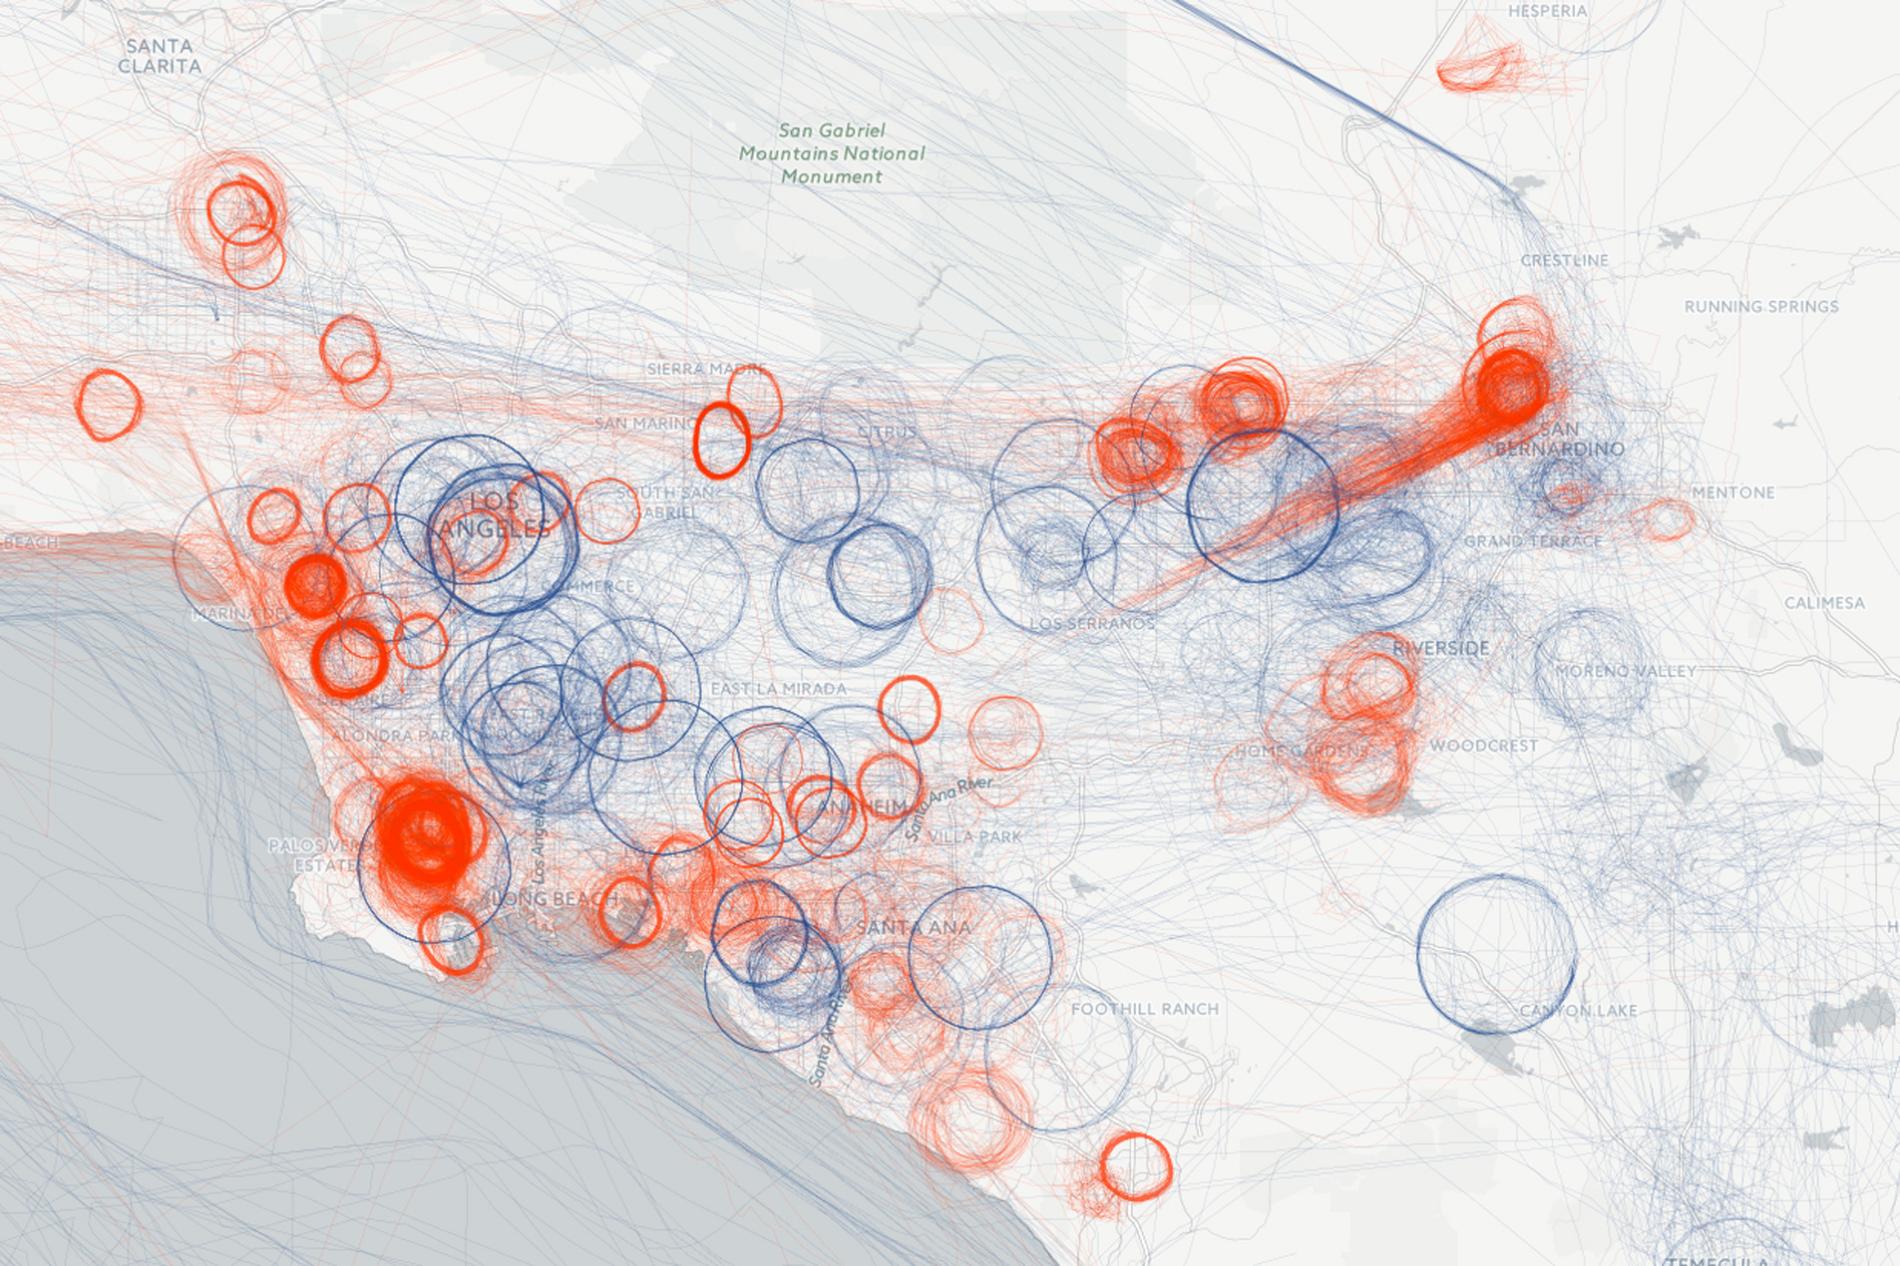 HESPERIA
SANTA
CLARITA
San Gabriel
Mountains National
Monument
CRESTLINE
RUNNING SPRINGS
SIERRA MADRE
SAN MARINO
CITRUS
SAN
BERNARDINO
LOS
ANGELES
SOUTH SAN
GABRIEL
MENTONE
BEACH
GRAND TERRACE
COMMERCE
CALIMESA
MARINA DE
LOS SERRANOS
RIVERSIDE
MORENO VALLEY
EAST LA MIRADA
ALONDRA PARK
HOME GARDENS
WOODCREST
Los Angeles River
ANAHEIM
Santa Ana River
VILLA PARK
PALOS VERD
ESTATE
LONG BEACH
SANTA ANA
H
Santa Ana River
FOOTHILL RANCH
CANYON LAKE
TEMECULA